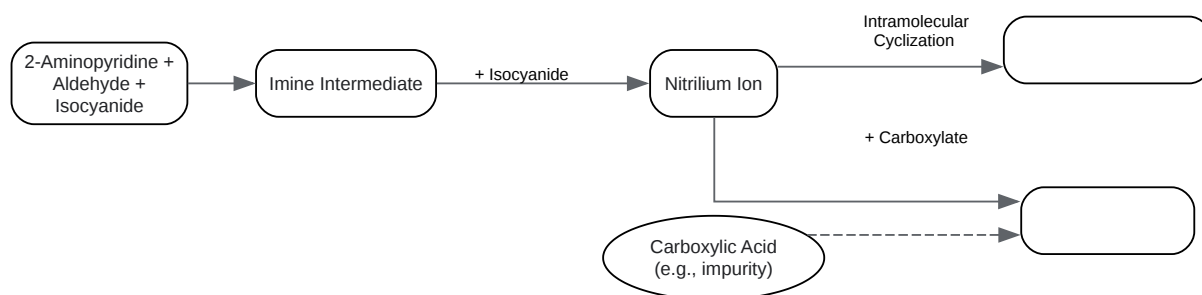 2-Aminopyridine +
Aldehyde +
Isocyanide
Imine Intermediate
+ Isocyanide
Nitrilium Ion
Intramolecular
Cyclization
+ Carboxylate
Carboxylic Acid
(e.g., impurity)